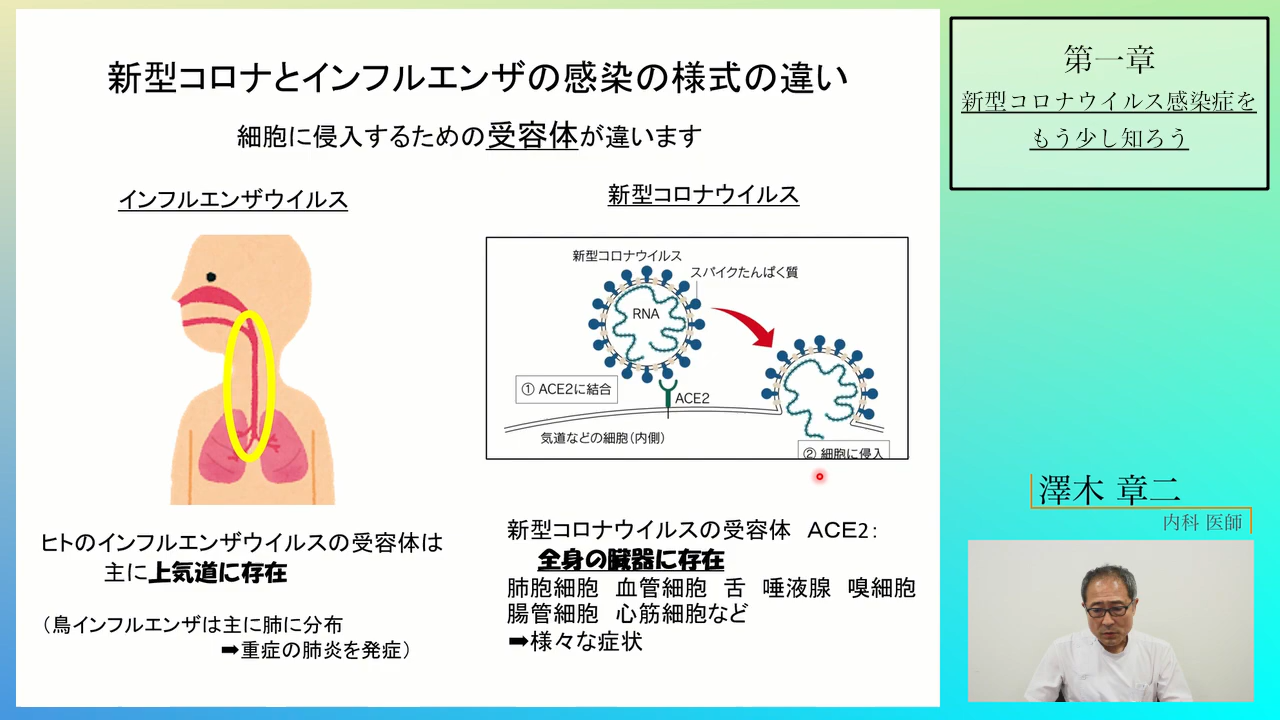 新型コロナとインフルエンザの感染の様式の違い
細胞に侵入するための受容体が違います
インフルエンザウイルス
ヒトのインフルエンザウイルスの受容体は
主に上気道に存在
（鳥インフルエンザは主に肺に分布
➡重症の肺炎を発症）
新型コロナウイルス
新型コロナウイルス
スパイクたんぱく質
RNA
① ACE2に結合
ACE2
気道などの細胞（内側）
② 細胞に侵入
新型コロナウイルスの受容体　ACE2：
全身の臓器に存在
肺胞細胞　血管細胞　舌　唾液腺　嗅細胞
腸管細胞　心筋細胞など
➡様々な症状
第一章
新型コロナウイルス感染症を
もう少し知ろう
澤木 章二
内科 医師